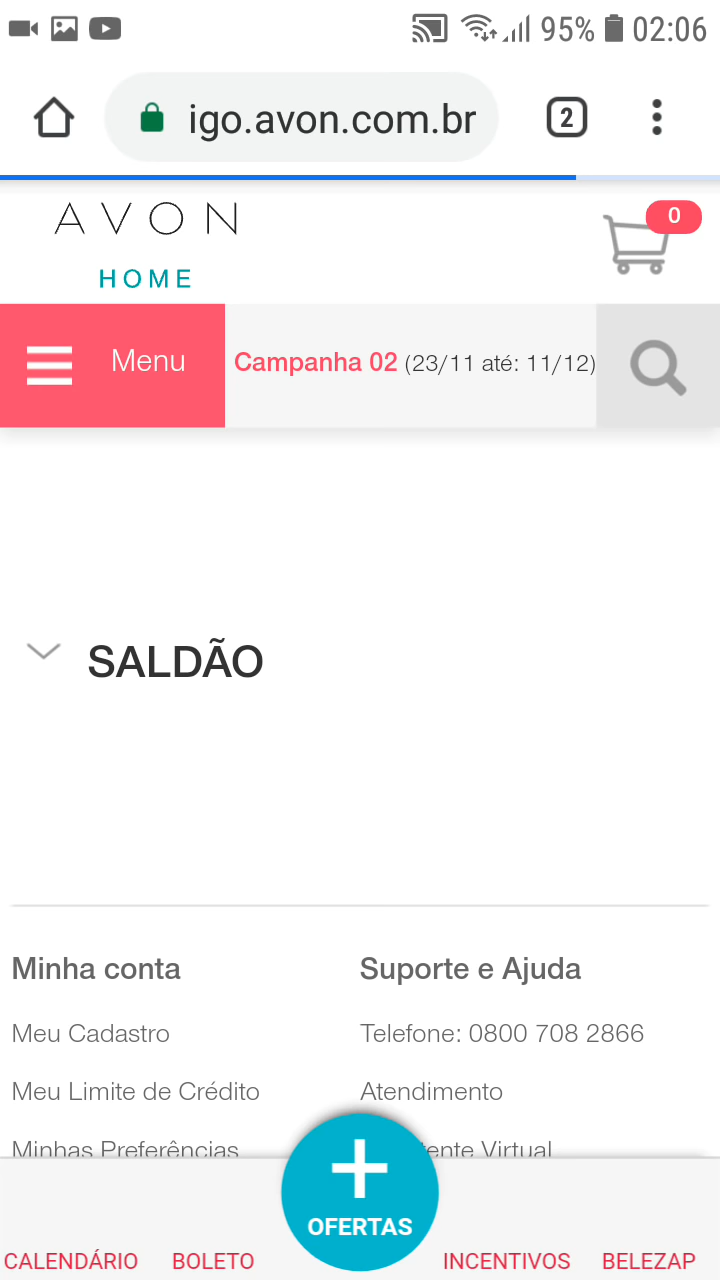 95% 02:06
igo.avon.com.br 2
AVON
HOME
0
Menu
Campanha 02 (23/11 até: 11/12)
SALDÃO
Minha conta
Suporte e Ajuda
Meu Cadastro
Telefone: 0800 708 2866
Meu Limite de Crédito
Atendimento
Minhas Preferências
Virtual
OFERTAS
CALENDÁRIO
BOLETO
INCENTIVOS
BELEZAP